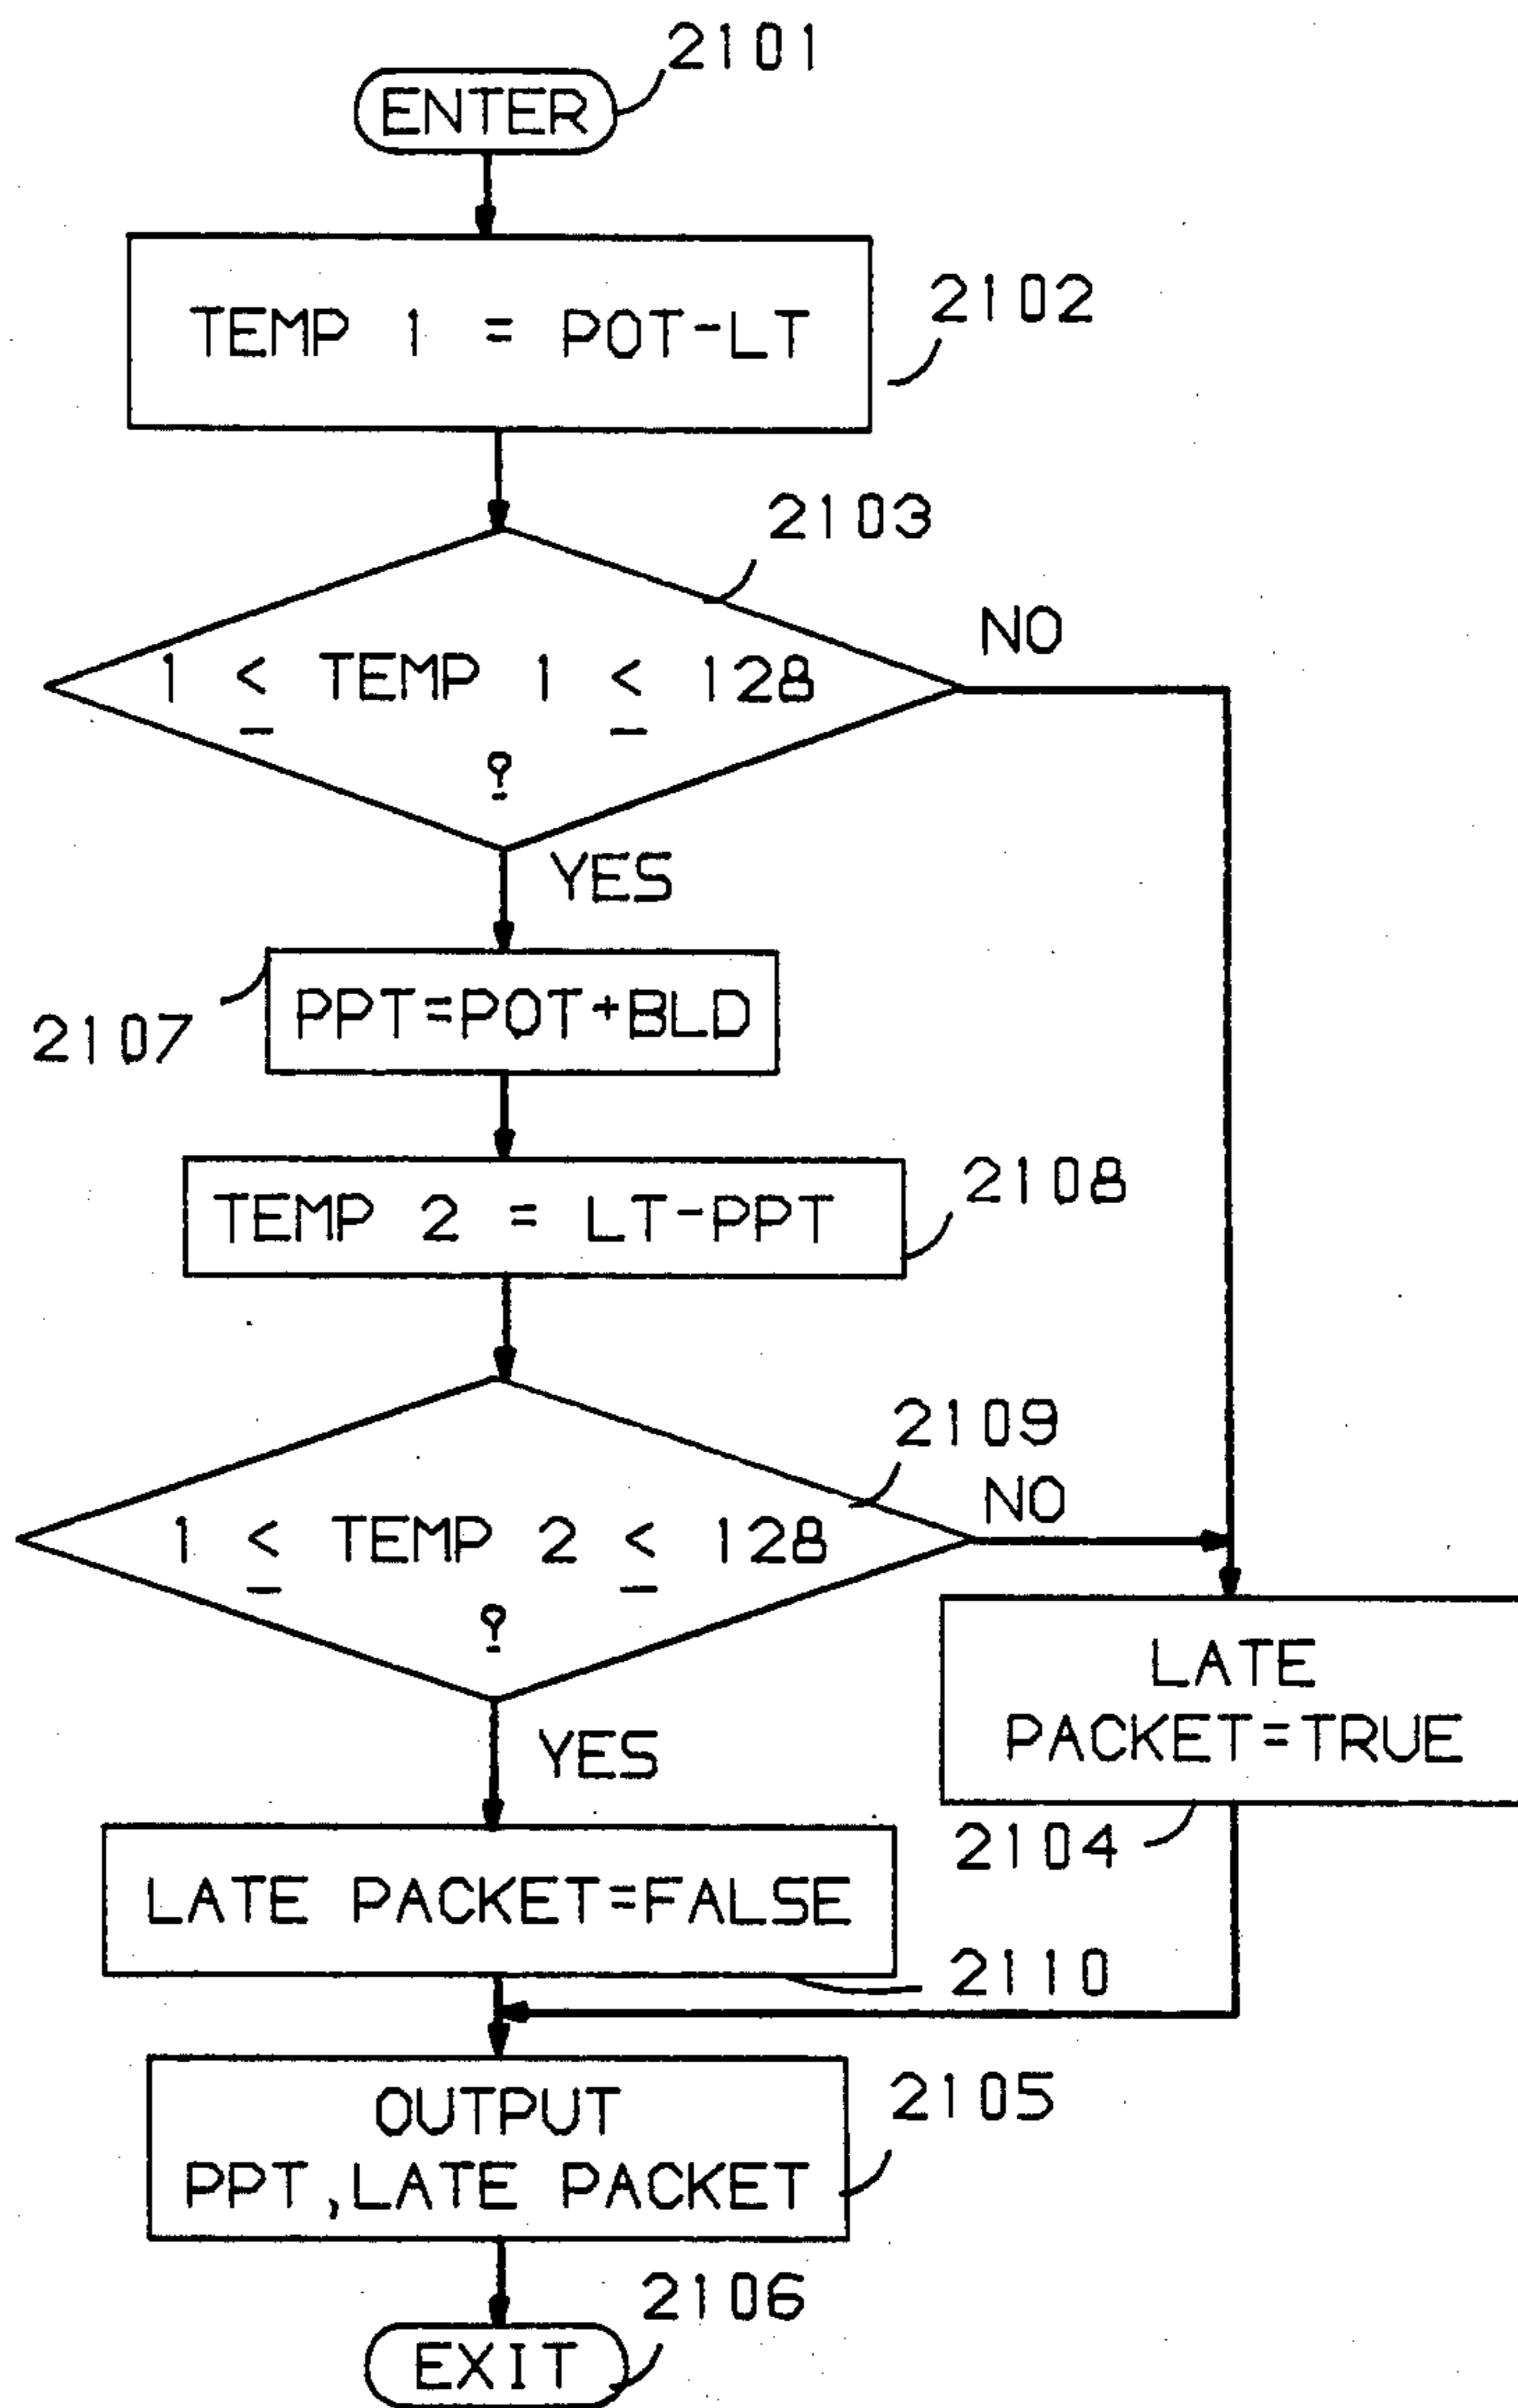 2101
ENTER
2102
TEMP 1 = POT-LT
2103
NO
1 ≤ TEMP 1 ≤ 128
?
YES
PPT=POT+BLD
2107
2108
TEMP 2 = LT-PPT
2109
NO
1 ≤ TEMP 2 ≤ 128
?
LATE
PACKET=TRUE
YES
2104
LATE PACKET=FALSE
2110
OUTPUT
2105
PPT,LATE PACKET
2106
EXIT